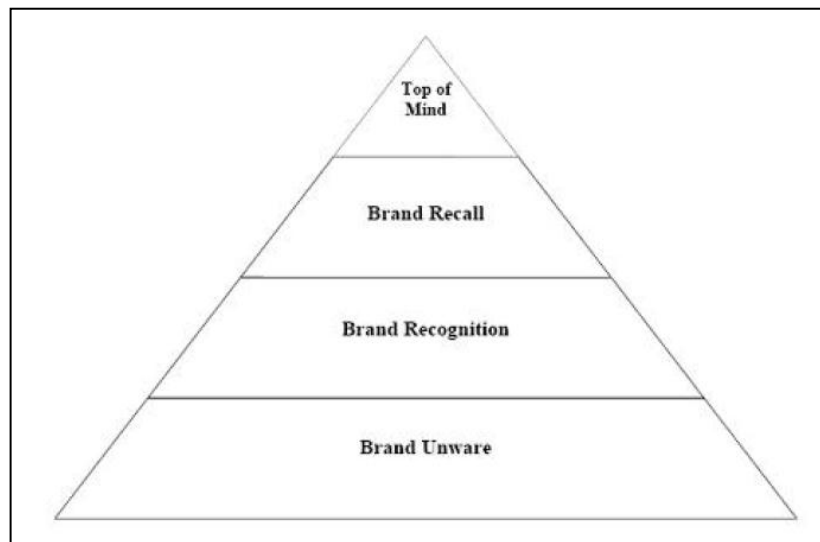 Top of
Mind
Brand Recall
Brand Recognition
Brand Unware